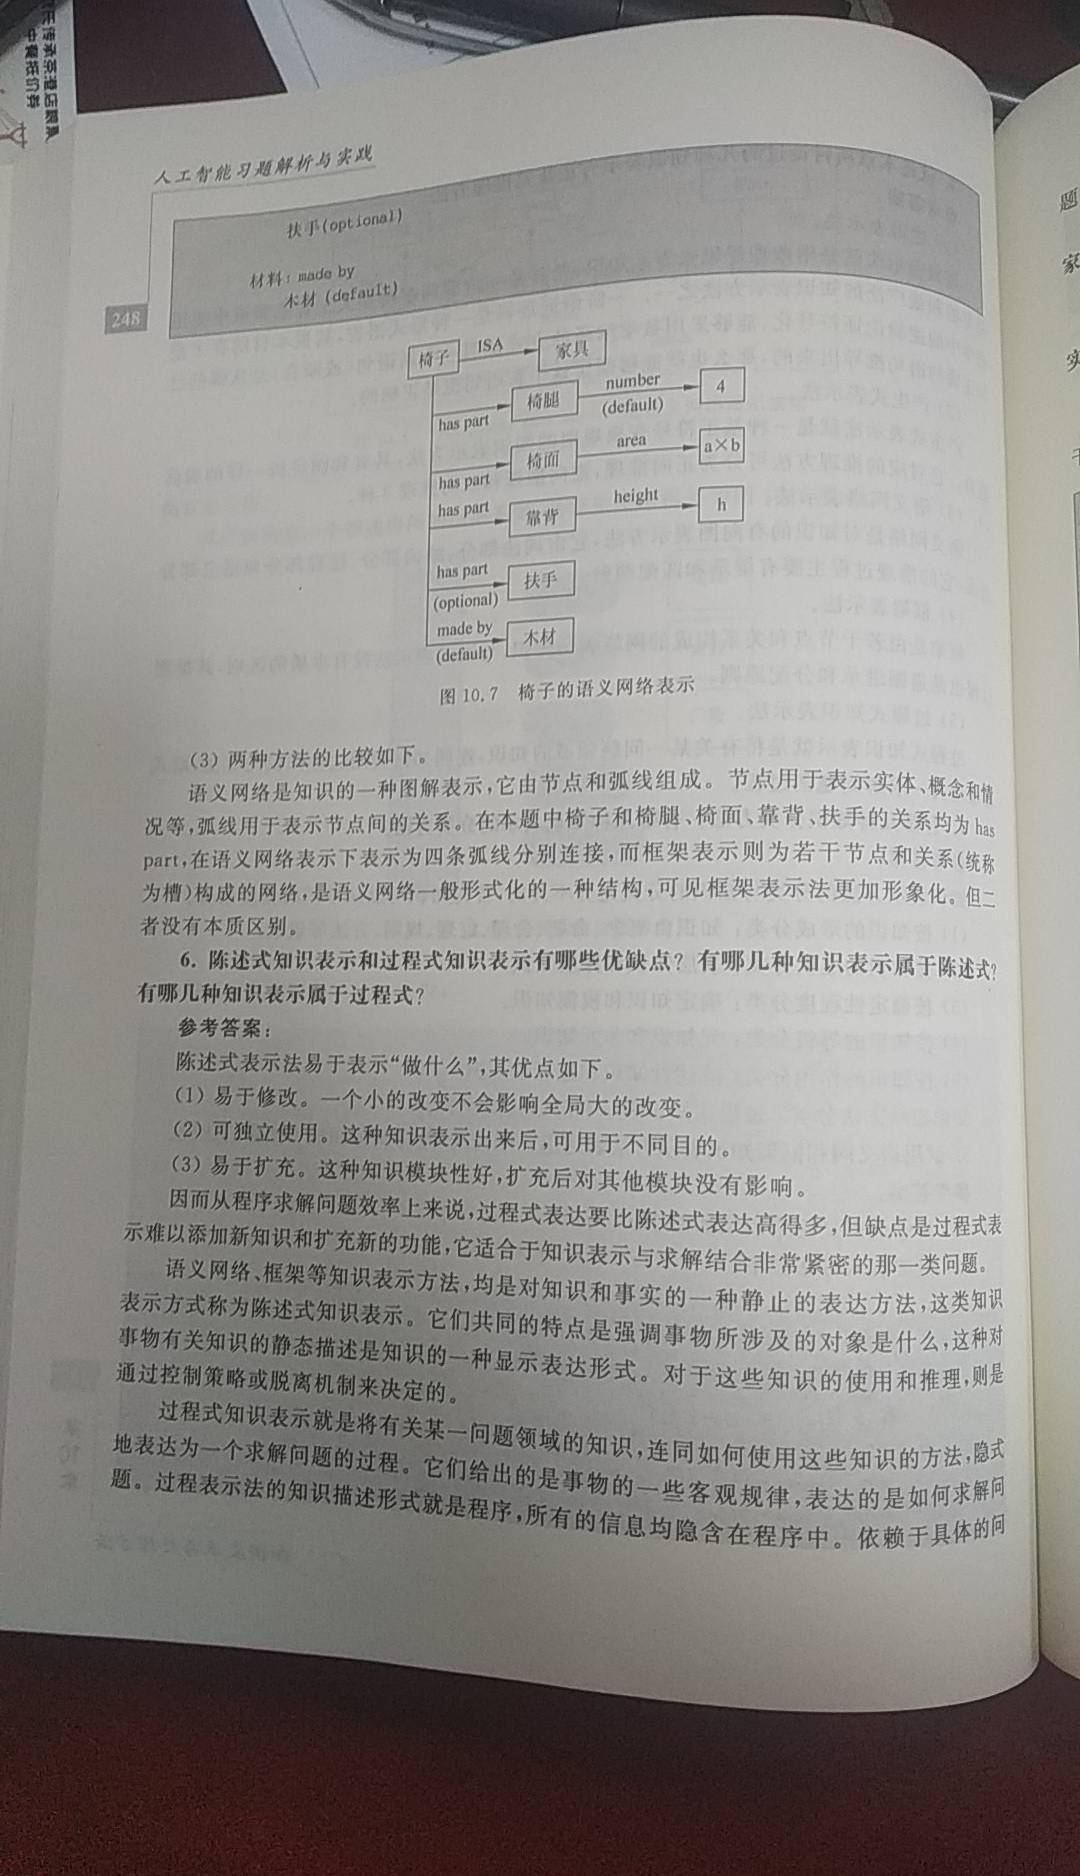 人工智能习题解析与实践
扶手(optional)
材料：made by
木材 (default)
248
椅子 ISA 家具
has part 椅腿 number (default) 4
has part 椅面 area a×b
has part 靠背 height h
has part (optional) 扶手
made by (default) 木材
图 10.7 椅子的语义网络表示
(3) 两种方法的比较如下。
语义网络是知识的一种图解表示,它由节点和弧线组成。节点用于表示实体、概念和情
况等,弧线用于表示节点间的关系。在本题中椅子和椅腿、椅面、靠背、扶手的关系均为 has
part,在语义网络表示下表示为四条弧线分别连接,而框架表示则为若干节点和关系(统称
为槽)构成的网络,是语义网络一般形式化的一种结构,可见框架表示法更加形象化。但二
者没有本质区别。
6. 陈述式知识表示和过程式知识表示有哪些优缺点？有哪几种知识表示属于陈述式?
有哪几种知识表示属于过程式？
参考答案：
陈述式表示法易于表示“做什么”,其优点如下。
(1) 易于修改。一个小的改变不会影响全局大的改变。
(2) 可独立使用。这种知识表示出来后,可用于不同目的。
(3) 易于扩充。这种知识模块性好,扩充后对其他模块没有影响。
因而从程序求解问题效率上来说,过程式表达要比陈述式表达高得多,但缺点是过程式表
示难以添加新知识和扩充新的功能,它适合于知识表示与求解结合非常紧密的那一类问题。
语义网络、框架等知识表示方法,均是对知识和事实的一种静止的表达方法,这类知识
表示方式称为陈述式知识表示。它们共同的特点是强调事物所涉及的对象是什么,这种对
事物有关知识的静态描述是知识的一种显示表达形式。对于这些知识的使用和推理,则是
通过控制策略或脱离机制来决定的。
过程式知识表示就是将有关某一问题领域的知识,连同如何使用这些知识的方法,隐式
地表达为一个求解问题的过程。它们给出的是事物的一些客观规律,表达的是如何求解问
题。过程表示法的知识描述形式就是程序,所有的信息均隐含在程序中。依赖于具体的问
题
家